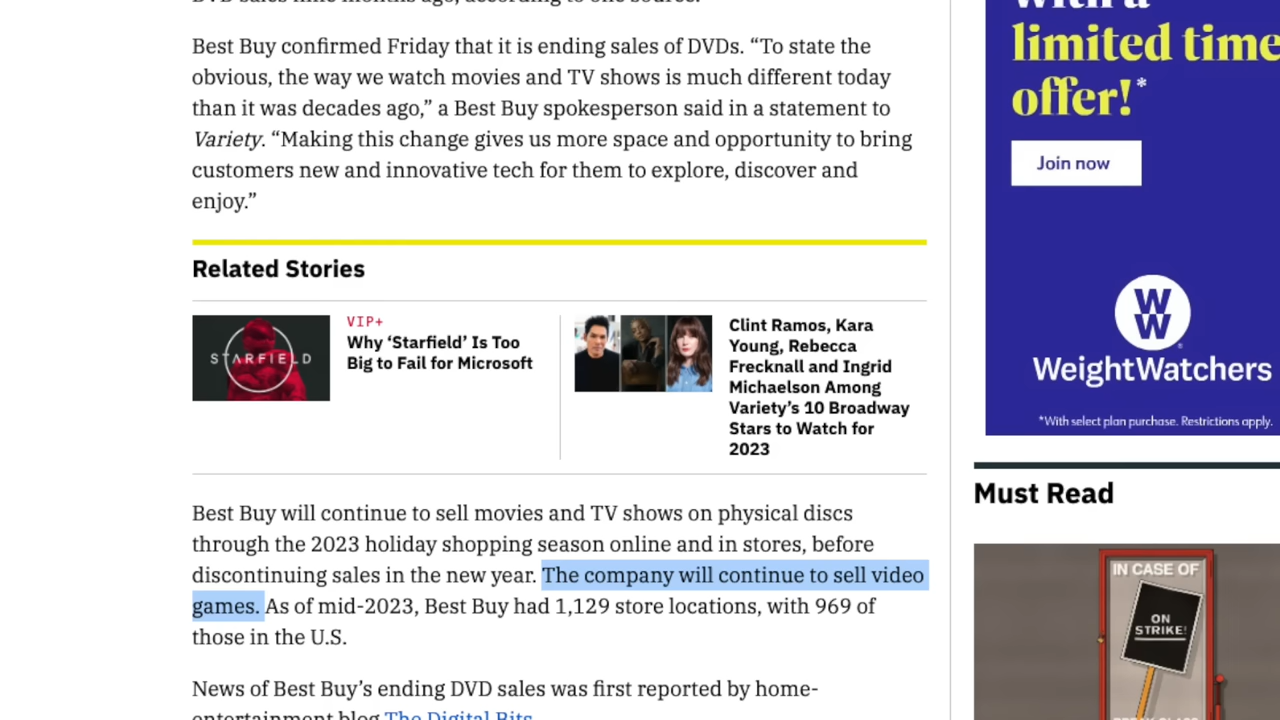 DVD sales nine months ago, according to one source.
Best Buy confirmed Friday that it is ending sales of DVDs. “To state the
obvious, the way we watch movies and TV shows is much different today
than it was decades ago,” a Best Buy spokesperson said in a statement to
Variety. “Making this change gives us more space and opportunity to bring
customers new and innovative tech for them to explore, discover and
enjoy.”
Related Stories
STARFIELD
VIP+
Why ‘Starfield’ Is Too
Big to Fail for Microsoft
Clint Ramos, Kara
Young, Rebecca
Frecknall and Ingrid
Michaelson Among
Variety’s 10 Broadway
Stars to Watch for
2023
Best Buy will continue to sell movies and TV shows on physical discs
through the 2023 holiday shopping season online and in stores, before
discontinuing sales in the new year. The company will continue to sell video
games. As of mid-2023, Best Buy had 1,129 store locations, with 969 of
those in the U.S.
News of Best Buy’s ending DVD sales was first reported by home-
entertainment blog The Digital Bits.
with a
limited time
offer!*
Join now
W
W
WeightWatchers
*With select plan purchase. Restrictions apply.
Must Read
IN CASE OF
ON
STRIKE!
BREAK GLASS